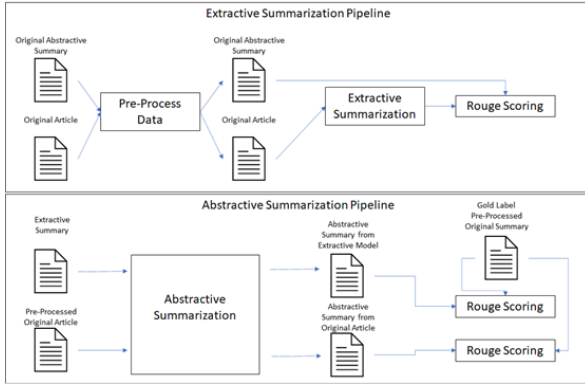 Extractive Summarization Pipeline
Original Abstractive
Summary
Original Abstractive
Summary
Pre-Process
Data
Extractive
Summarization
Rouge Scoring
Original Article
Original Article
Abstractive Summarization Pipeline
Extractive
Summary
Abstractive
Summary from
Extractive Model
Gold Label
Pre-Processed
Original Summary
Abstractive
Summarization
Rouge Scoring
Pre-Processed
Original Article
Abstractive
Summary from
Original Article
Rouge Scoring